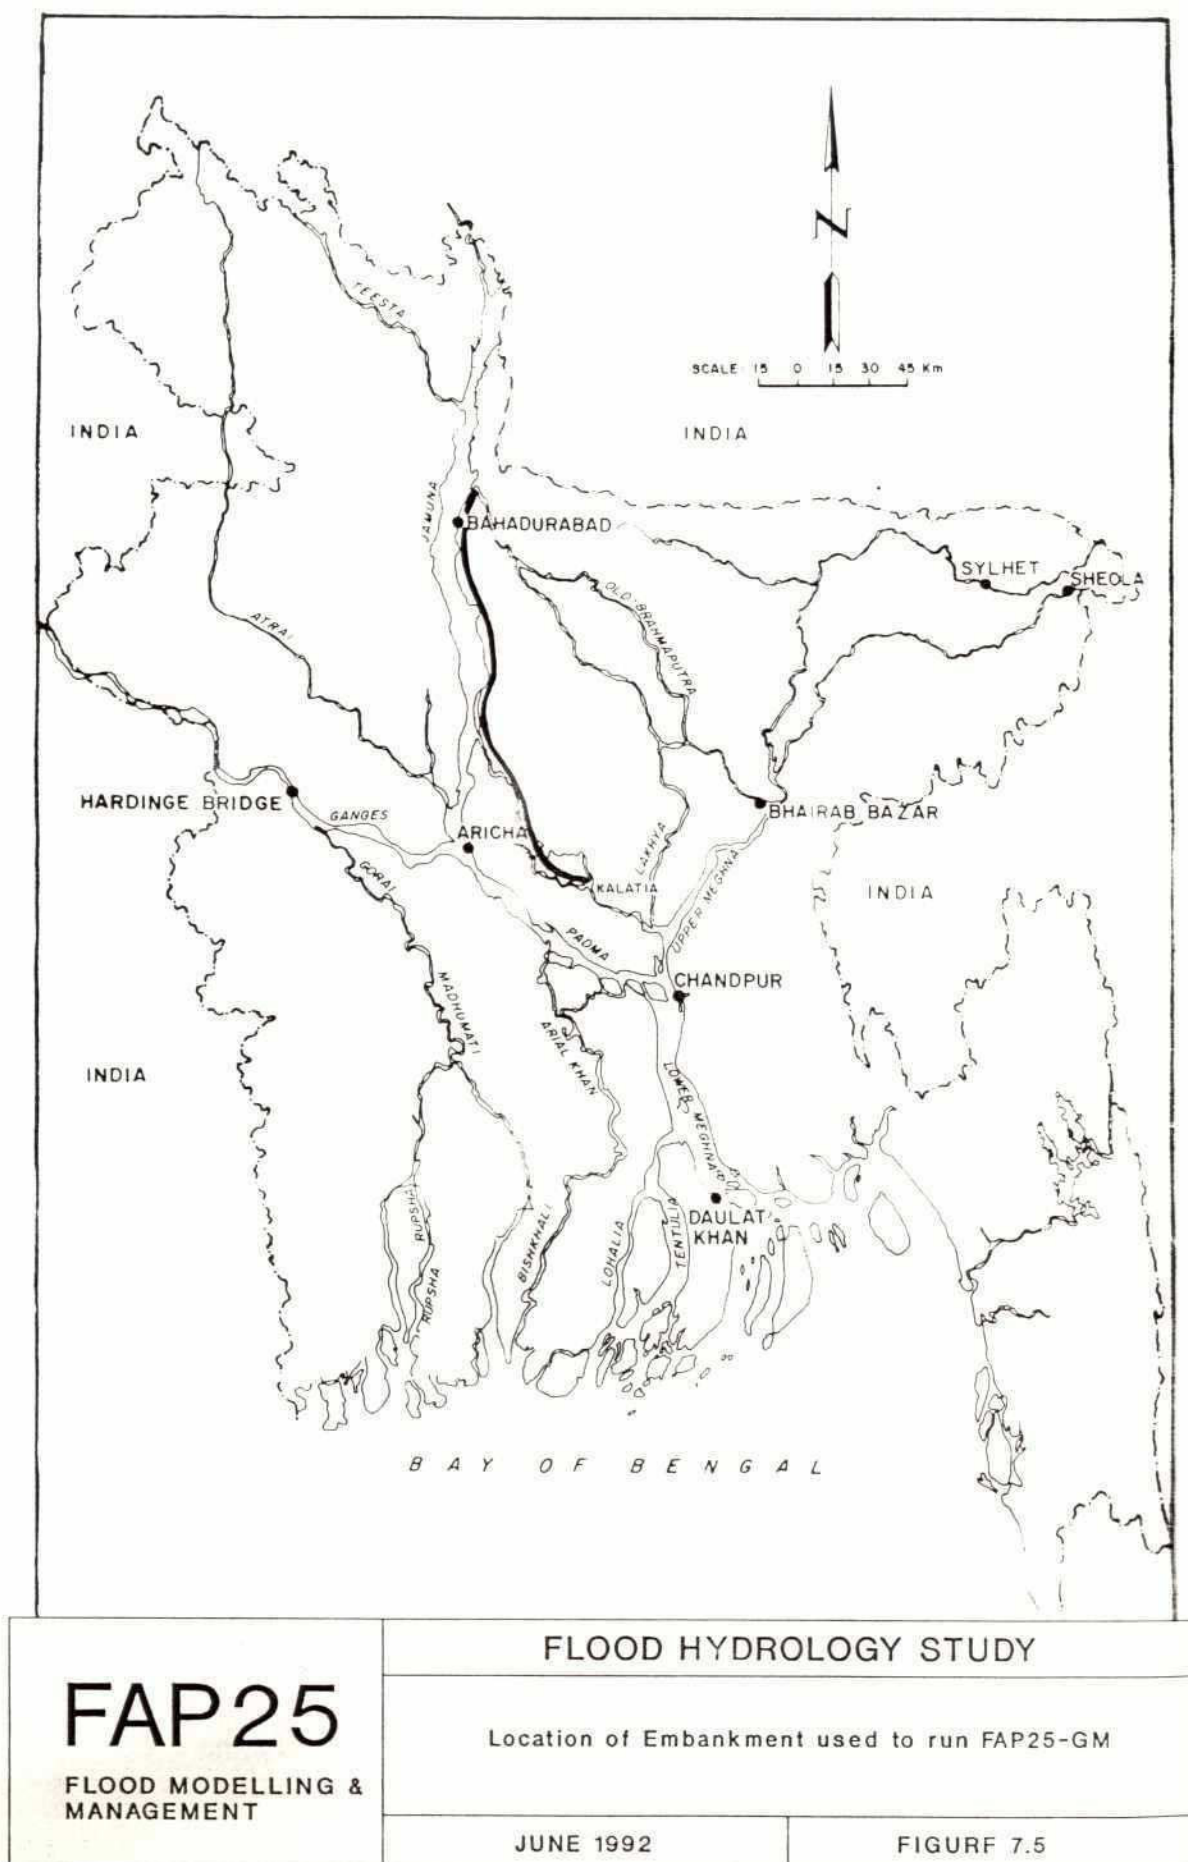 N
SCALE 15 0 15 30 45 Km
TEESTA
INDIA
INDIA
JAMUNA
BAHADURABAD
SYLHET
SHEOLA
OLD-BRAHMAPUTRA
ATRAI
HARDINGE BRIDGE
GANGES
ARICHA
BHAIRAB BAZAR
LAKHYA
GORAI
KALATIA
UPPER MEGHNA
INDIA
PADMA
CHANDPUR
MADHUMATI
ARIAL KHAN
INDIA
LOWER MEGHNA
RUPSHA
RUPSHA
BISHKHALI
LOHALIA
TENTULIA
DAULAT
KHAN
BAY OF BENGAL
FAP25
FLOOD MODELLING &
MANAGEMENT
FLOOD HYDROLOGY STUDY
Location of Embankment used to run FAP25-GM
JUNE 1992
FIGURF 7.5